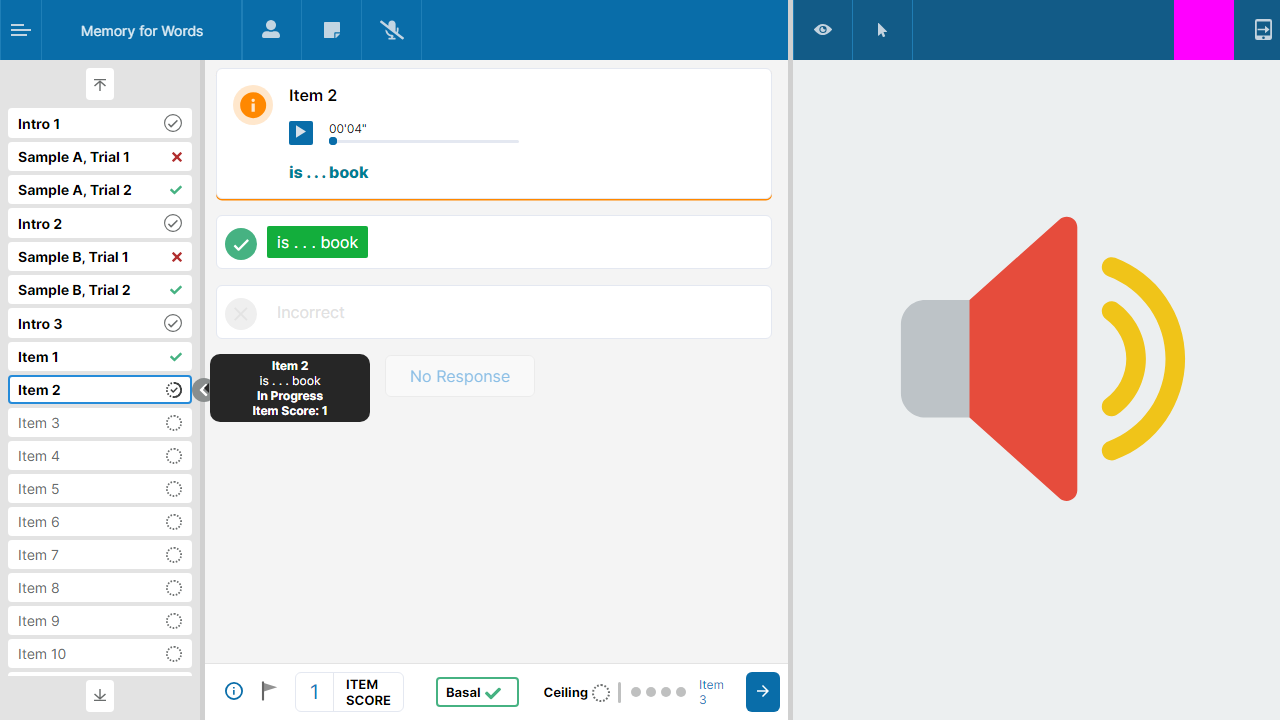 Memory for Words
Intro 1
Sample A, Trial 1
Sample A, Trial 2
Intro 2
Sample B, Trial 1
Sample B, Trial 2
Intro 3
Item 1
Item 2
Item 3
Item 4
Item 5
Item 6
Item 7
Item 8
Item 9
Item 10
Item 2
00'04"
is . . . book
is . . . book
Incorrect
Item 2
is . . . book
In Progress
Item Score: 1
No Response
1
ITEM
SCORE
Basal
Ceiling
Item
3